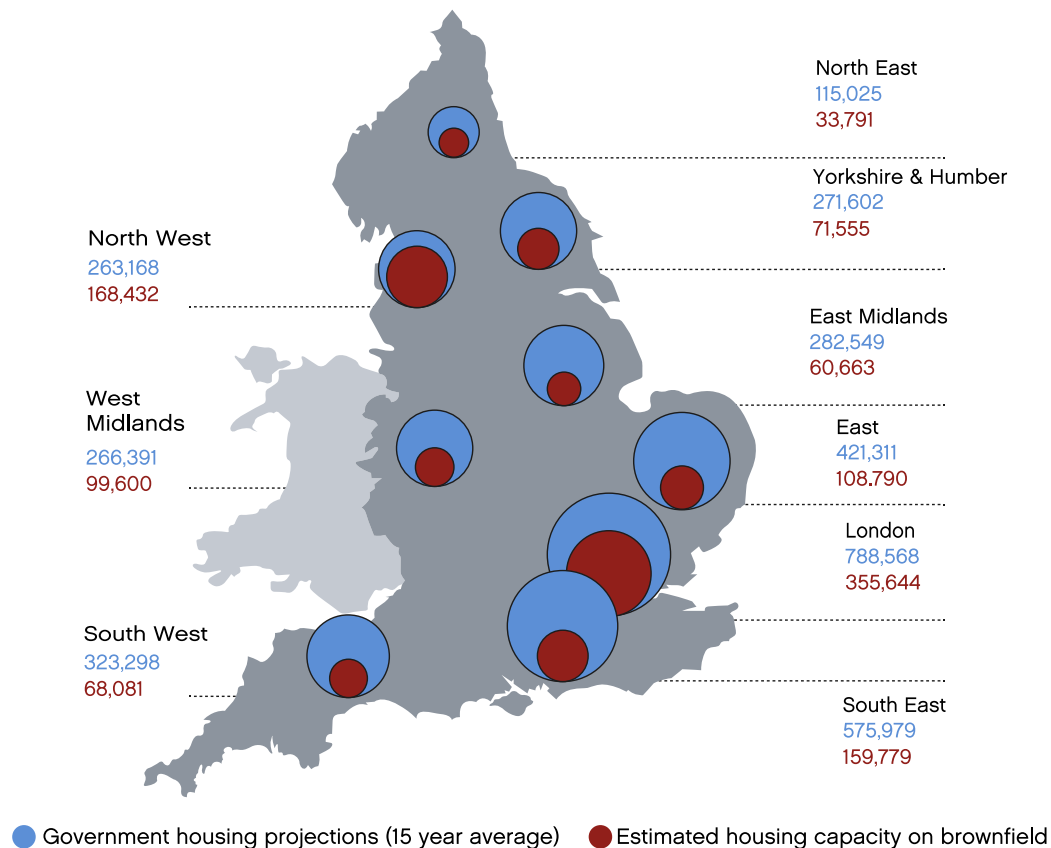 North East
115,025
33,791
Yorkshire & Humber
271,602
71,555
North West
263,168
168,432
East Midlands
282,549
60,663
West
Midlands
266,391
99,600
East
421,311
108.790
London
788,568
355,644
South West
323,298
68,081
South East
575,979
159,779
Government housing projections (15 year average)
Estimated housing capacity on brownfield